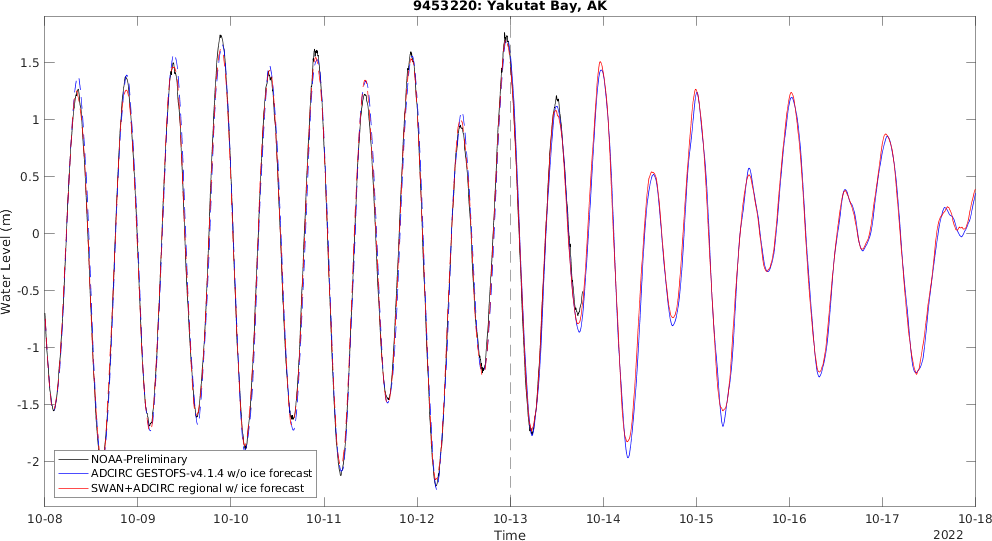 9453220: Yakutat Bay, AK
Water Level (m)
1.5
1
0.5
0
-0.5
-1
-1.5
-2
NOAA-Preliminary
ADCIRC GESTOFS-v4.1.4 w/o ice forecast
SWAN+ADCIRC regional w/ ice forecast
10-08 10-09 10-10 10-11 10-12 10-13 10-14 10-15 10-16 10-17 10-18
Time
2022